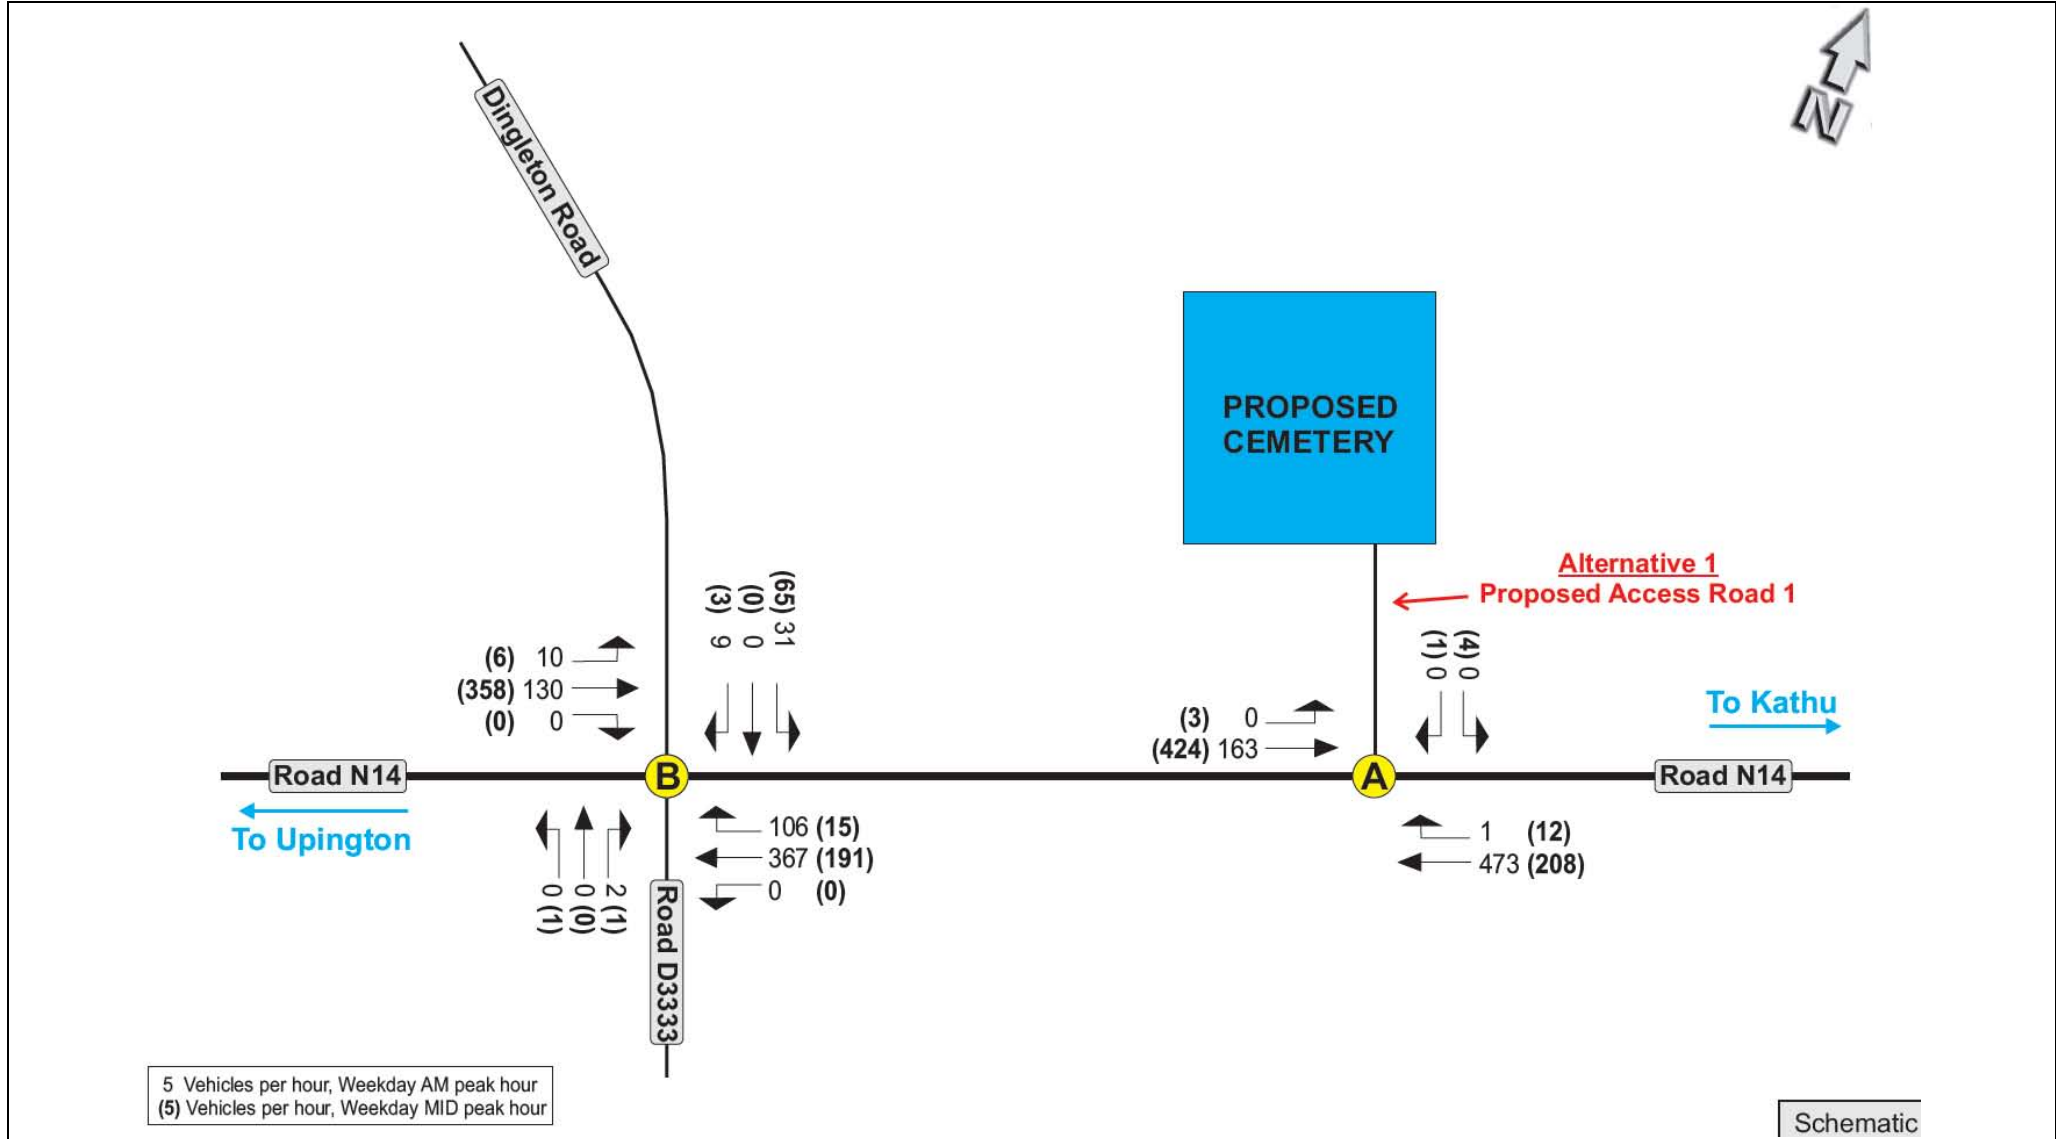 N
Dingleton Road
PROPOSED
CEMETERY
Alternative 1
Proposed Access Road 1
(3) 9
(0) 0
(65) 31
(6) 10
(358) 130
(0) 0
(1) 0
(4) 0
To Kathu
(3) 0
(424) 163
Road N14
B
A
Road N14
To Upington
106 (15)
367 (191)
0 (0)
1 (12)
473 (208)
0 (1)
0 (0)
2 (1)
Road D3333
5 Vehicles per hour, Weekday AM peak hour
(5) Vehicles per hour, Weekday MID peak hour
Schematic